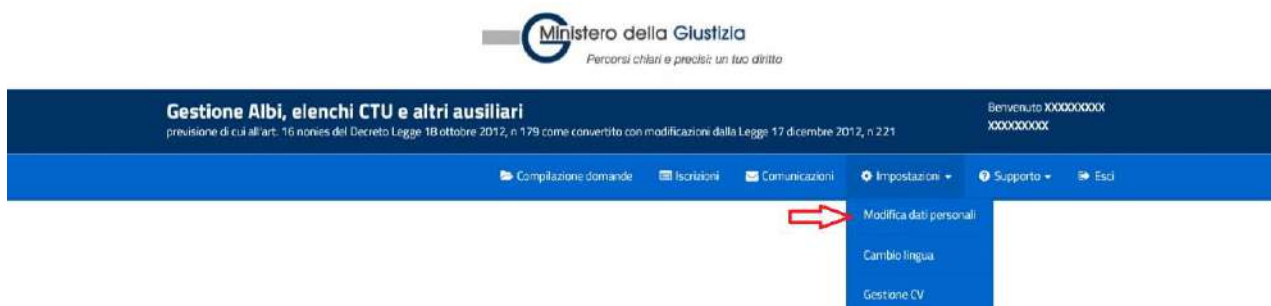 Ministero della Giustizia
Percorsi chiari e precisi: un tuo diritto
Gestione Albi, elenchi CTU e altri ausiliari
previsione di cui all'art. 16 nonies del Decreto Legge 18 ottobre 2012, n 179 come convertito con modificazioni dalla Legge 17 dicembre 2012, n 221
Benvenuto XXXXXXXXX
XXXXXXXXX
Compilazione domande Iscrizioni Comunicazioni Impostazioni Supporto Esci
Modifica dati personali
Cambio lingua
Gestione CV